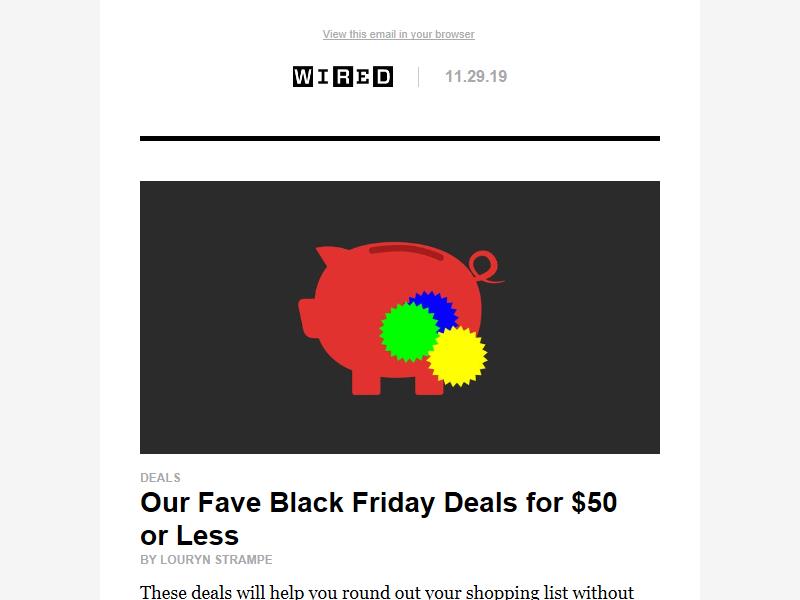 View this email in your browser
WIRED | 11.29.19
DEALS
Our Fave Black Friday Deals for $50
or Less
BY LOURYN STRAMPE
These deals will help you round out your shopping list without